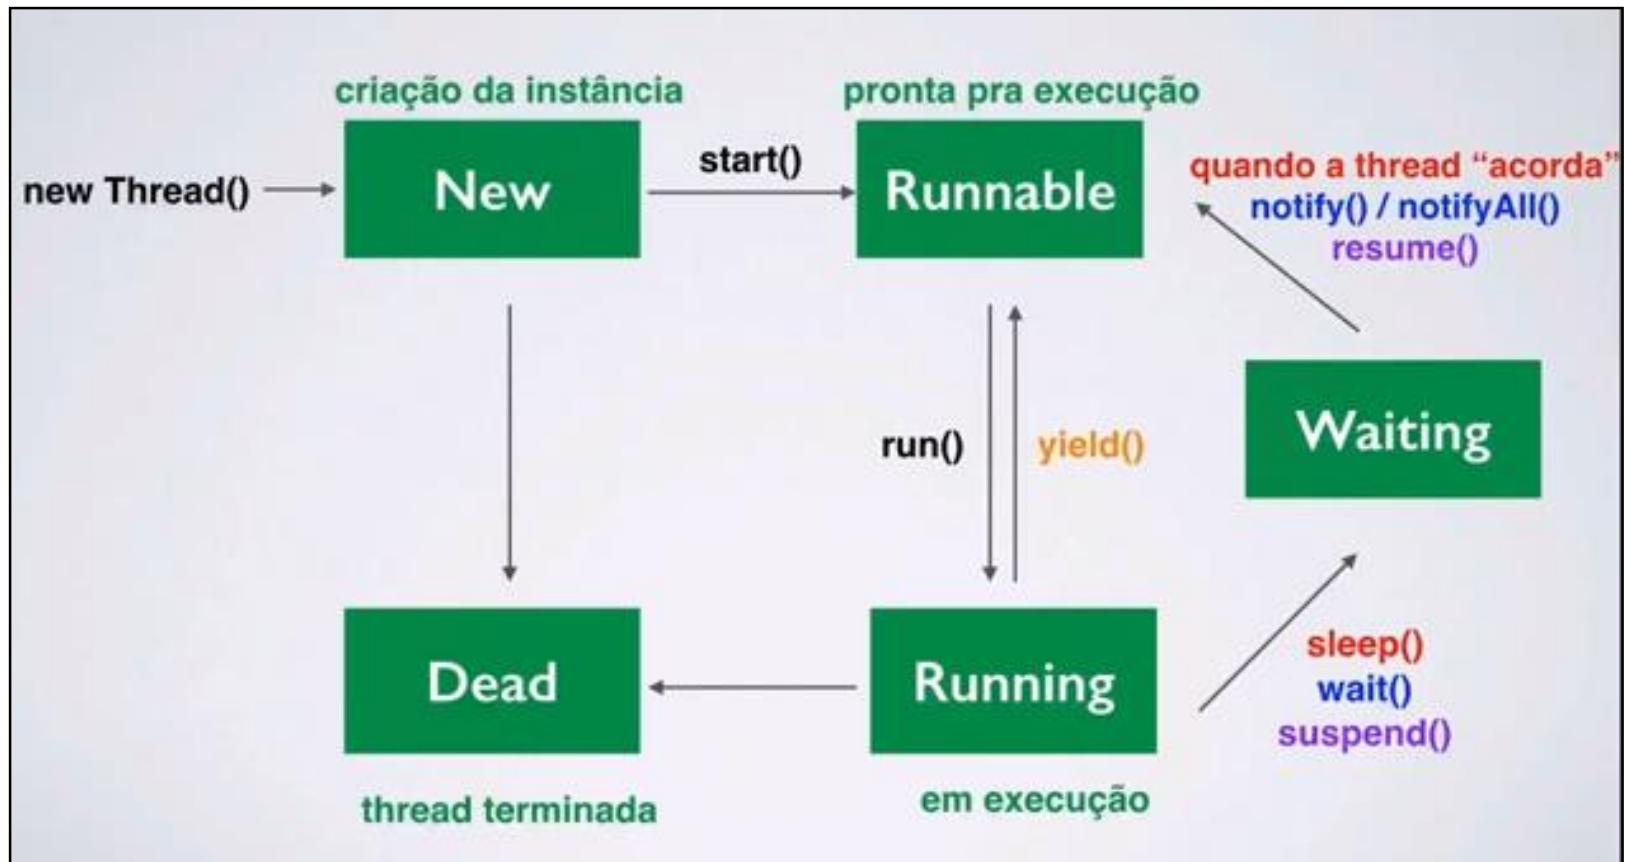 criação da instância
New
new Thread()
start()
pronta pra execução
Runnable
quando a thread “acorda”
notify() / notifyAll()
resume()
run()
yield()
Waiting
Dead
thread terminada
Running
em execução
sleep()
wait()
suspend()